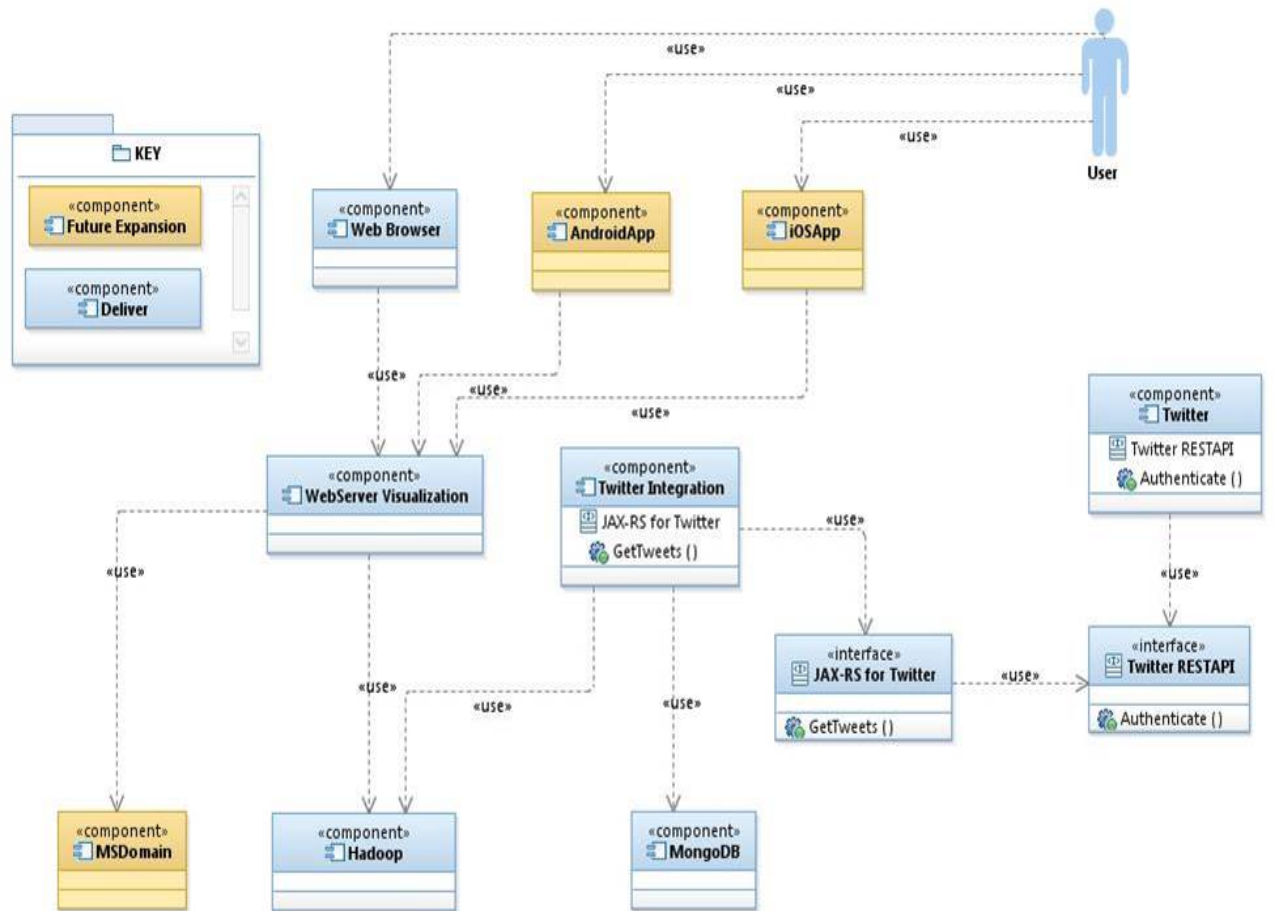 «use»
«use»
«use»
User
KEY
«component»
Future Expansion
«component»
Deliver
«component»
Web Browser
«component»
AndroidApp
«component»
iOSApp
«use»
«use»
«use»
«component»
WebServer Visualization
«component»
Twitter Integration
JAX-RS for Twitter
GetTweets ()
«component»
Twitter
Twitter RESTAPI
Authenticate ()
«use»
«use»
«use»
«use»
«use»
«use»
«interface»
JAX-RS for Twitter
GetTweets ()
«use»
«interface»
Twitter RESTAPI
Authenticate ()
«component»
MSDomain
«component»
Hadoop
«component»
MongoDB